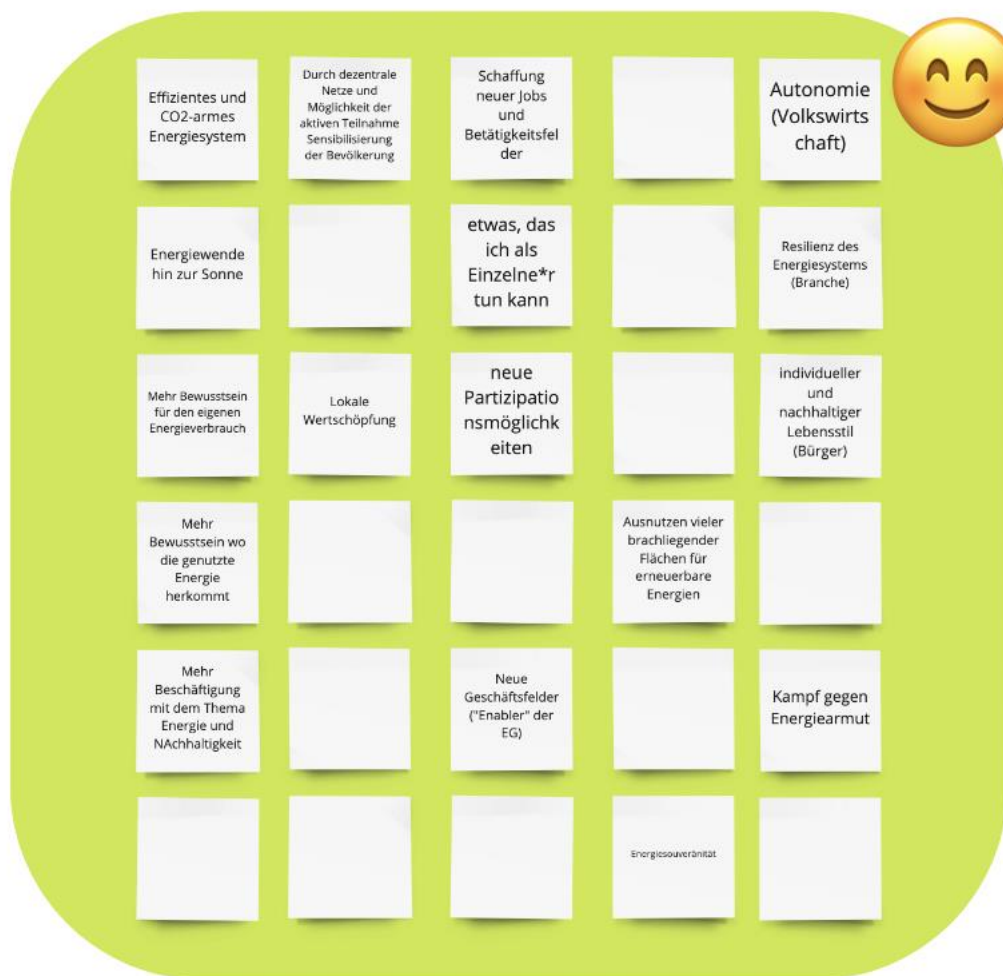 Effizientes und
CO2-armes
Energiesystem
Durch dezentrale
Netze und
Möglichkeit der
aktiven Teilnahme
Sensibilisierung
der Bevölkerung
Schaffung
neuer Jobs
und
Betätigkeitsfel
der
Autonomie
(Volkswirts
chaft)
Energiewende
hin zur Sonne
etwas, das
ich als
Einzelne*r
tun kann
Resilienz des
Energiesystems
(Branche)
Mehr Bewusstsein
für den eigenen
Energieverbrauch
Lokale
Wertschöpfung
neue
Partizipatio
nsmöglichk
eiten
individueller
und
nachhaltiger
Lebensstil
(Bürger)
Mehr
Bewusstsein wo
die genutzte
Energie
herkommt
Ausnutzen vieler
brachliegender
Flächen für
erneuerbare
Energien
Mehr
Beschäftigung
mit dem Thema
Energie und
NAchhaltigkeit
Neue
Geschäftsfelder
("Enabler" der
EG)
Kampf gegen
Energiearmut
Energiesouveränität